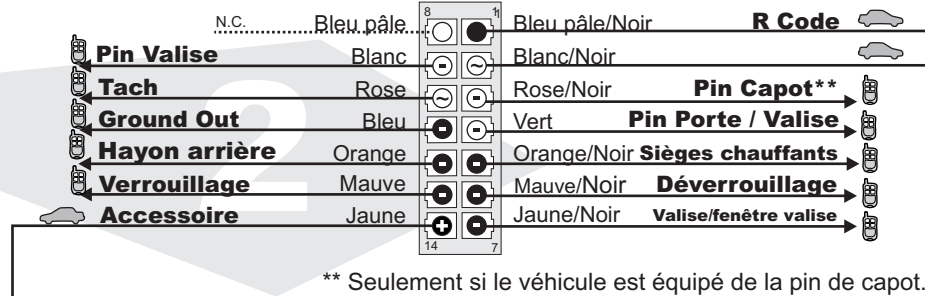 N.C. Bleu pâle 8 1 Bleu pâle/Noir R Code
Pin Valise Blanc - ~ Blanc/Noir
Tach Rose ~ - Rose/Noir Pin Capot**
Ground Out Bleu - - Vert Pin Porte / Valise
Hayon arrière Orange - - Orange/Noir Sièges chauffants
Verrouillage Mauve - - Mauve/Noir Déverrouillage
Accessoire Jaune + - Jaune/Noir Valise/fenêtre valise
14 7
2
** Seulement si le véhicule est équipé de la pin de capot.